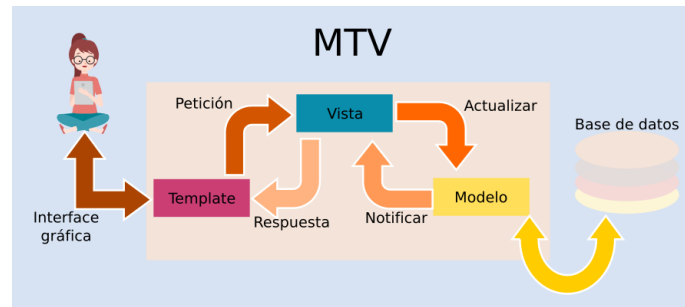 MTV
Petición
Vista
Actualizar
Base de datos
Template
Modelo
Interface
gráfica
Respuesta
Notificar